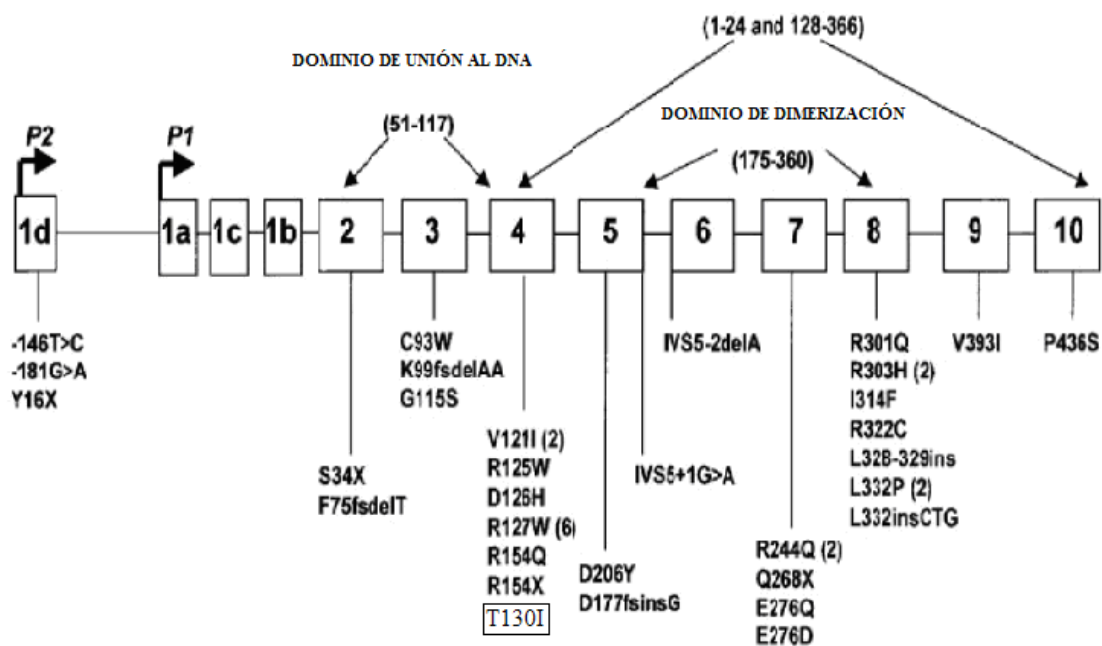 (1-24 and 128-366)
DOMINIO DE UNIÓN AL DNA
DOMINIO DE DIMERIZACIÓN
(51-117)
(175-360)
P2
P1
1d
1a
1c
1b
2
3
4
5
6
7
8
9
10
-146T>C
-181G>A
Y16X
S34X
F75fsdelT
C93W
K99fsdelAA
G115S
V121I (2)
R125W
D126H
R127W (6)
R154Q
R154X
T130I
D206Y
D177fsinsG
IVS5+1G>A
IVS5-2delA
R244Q (2)
Q268X
E276Q
E276D
R301Q
R303H (2)
I314F
R322C
L328-329ins
L332P (2)
L332insCTG
V393I
P436S